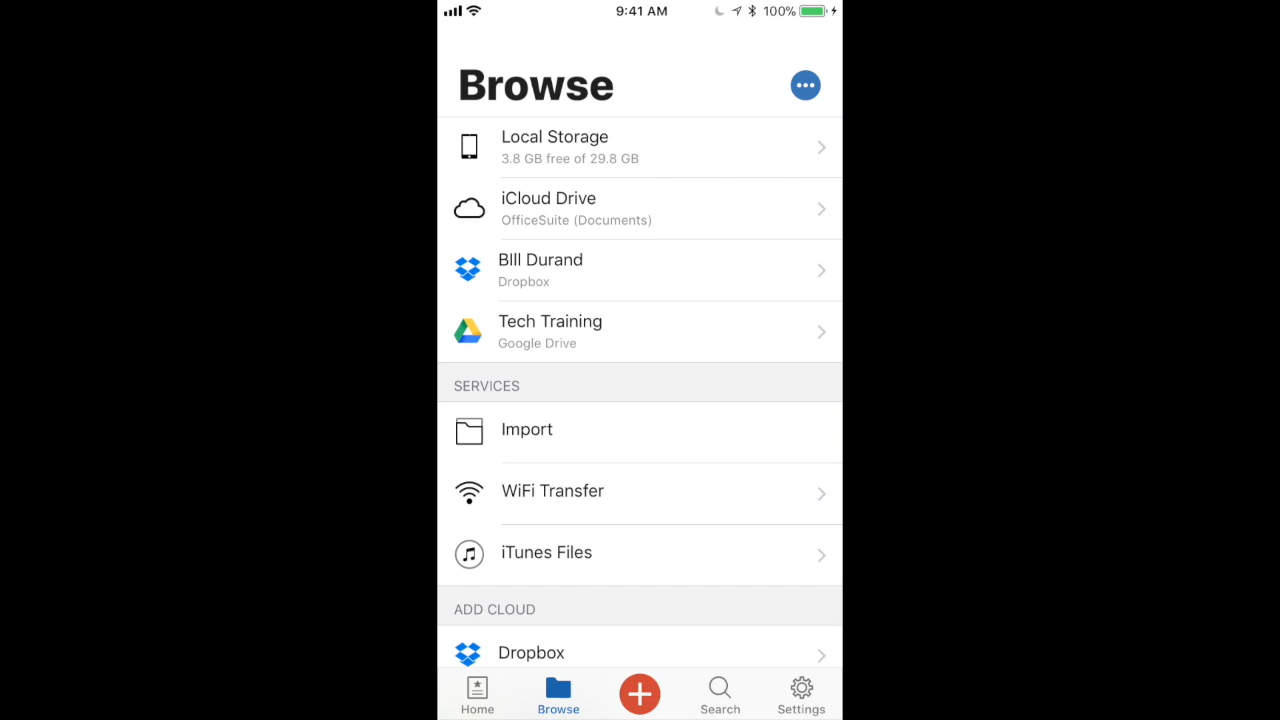 9:41 AM
100%
Browse
Local Storage
3.8 GB free of 29.8 GB
iCloud Drive
OfficeSuite (Documents)
BIll Durand
Dropbox
Tech Training
Google Drive
SERVICES
Import
WiFi Transfer
iTunes Files
ADD CLOUD
Dropbox
Home
Browse
Search
Settings